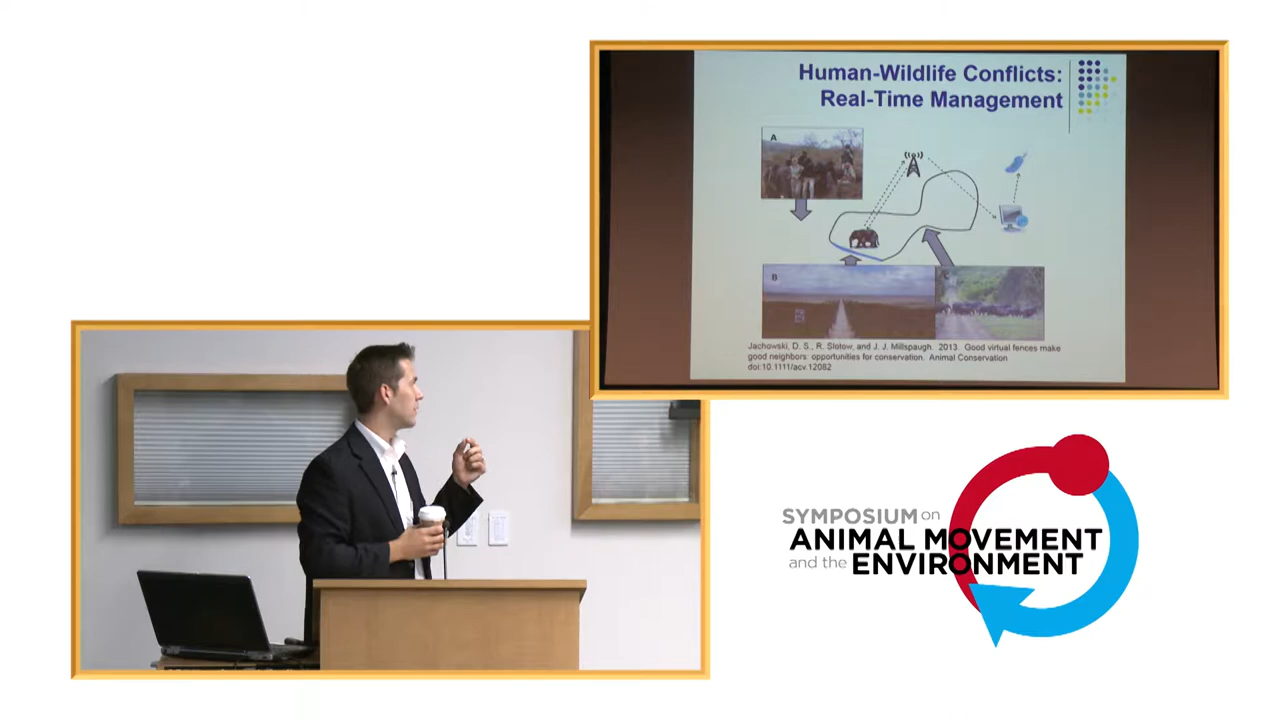 Human-Wildlife Conflicts:
Real-Time Management
A
B
C
Jachowski, D. S., R. Slotow, and J. J. Millspaugh. 2013. Good virtual fences make
good neighbors: opportunities for conservation. Animal Conservation
doi:10.1111/acv.12082
SYMPOSIUM on
ANIMAL MOVEMENT
and the ENVIRONMENT